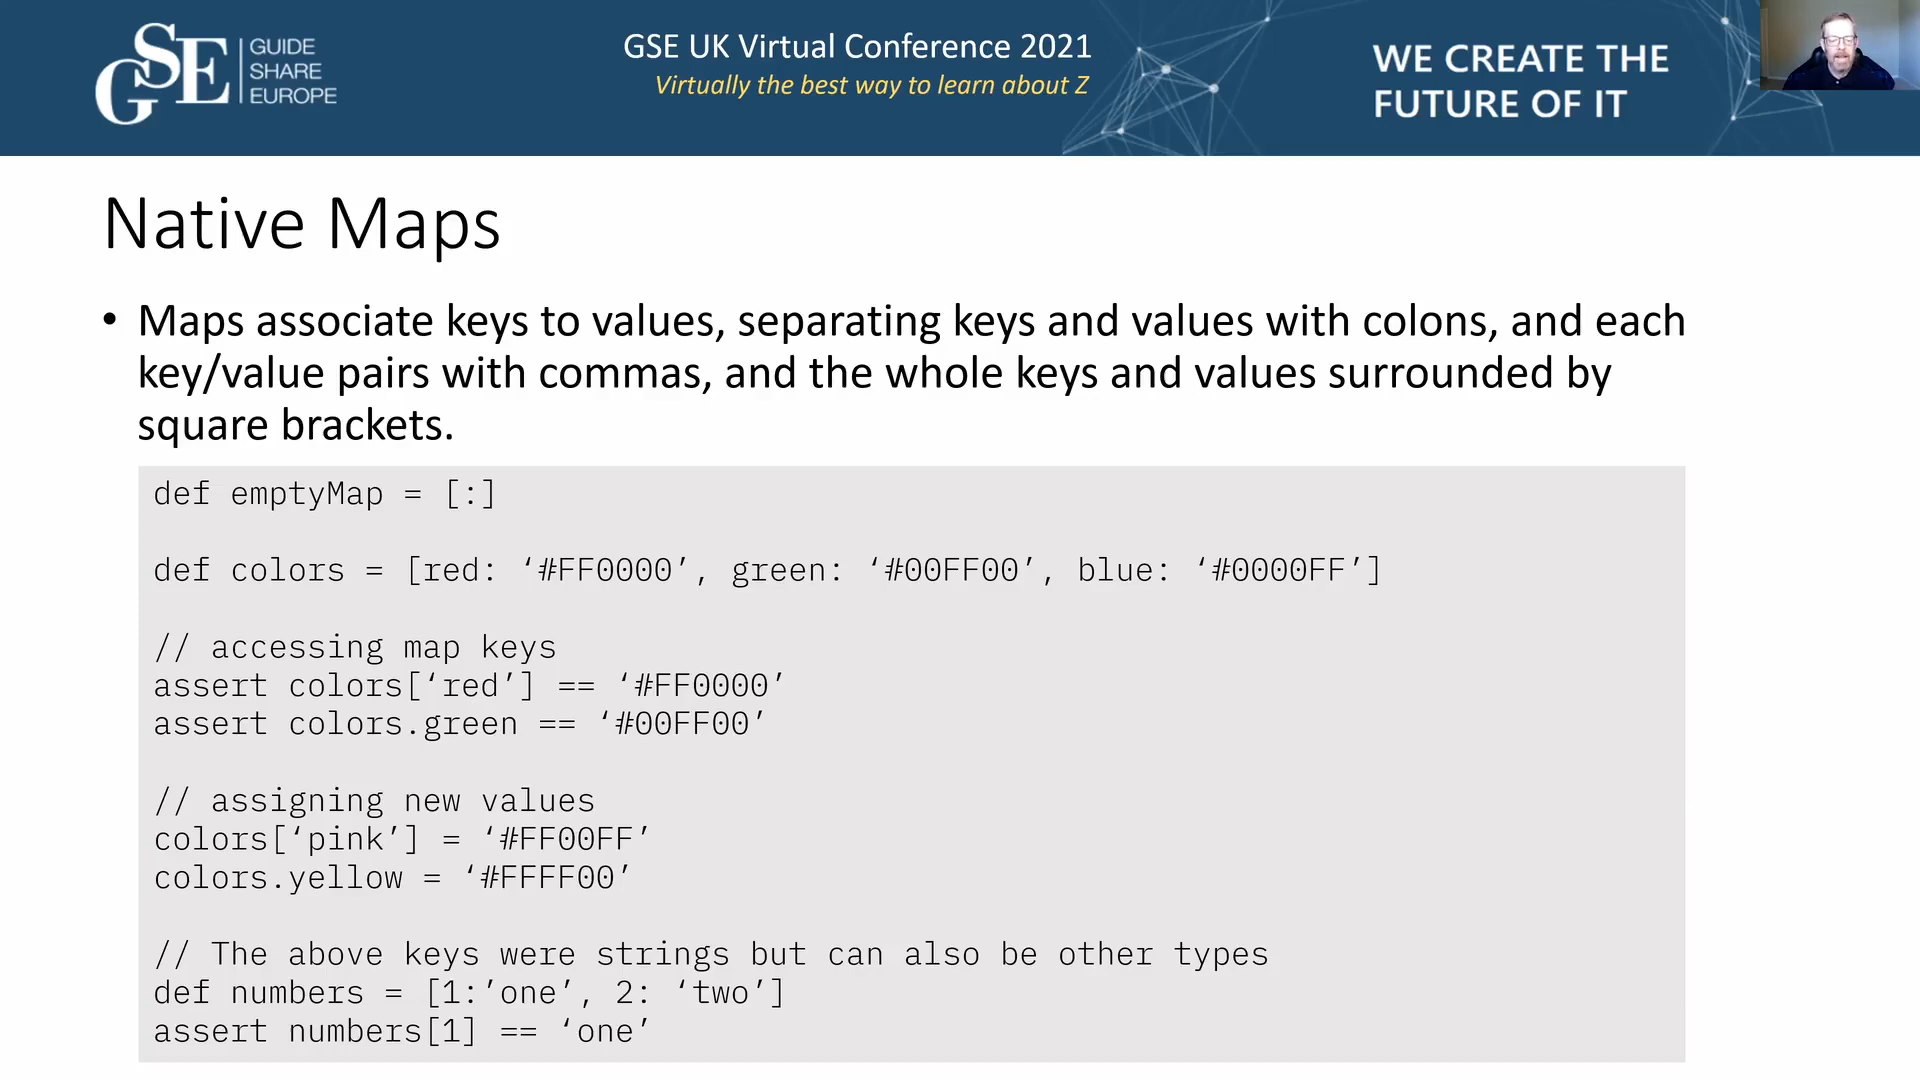 GSE GUIDE
SHARE
EUROPE
GSE UK Virtual Conference 2021
Virtually the best way to learn about Z
WE CREATE THE
FUTURE OF IT
Native Maps
• Maps associate keys to values, separating keys and values with colons, and each
key/value pairs with commas, and the whole keys and values surrounded by
square brackets.
def emptyMap = [:]
def colors = [red: ‘#FF0000’, green: ‘#00FF00’, blue: ‘#0000FF’]
// accessing map keys
assert colors[‘red’] == ‘#FF0000’
assert colors.green == ‘#00FF00’
// assigning new values
colors[‘pink’] = ‘#FF00FF’
colors.yellow = ‘#FFFF00’
// The above keys were strings but can also be other types
def numbers = [1:’one’, 2: ‘two’]
assert numbers[1] == ‘one’